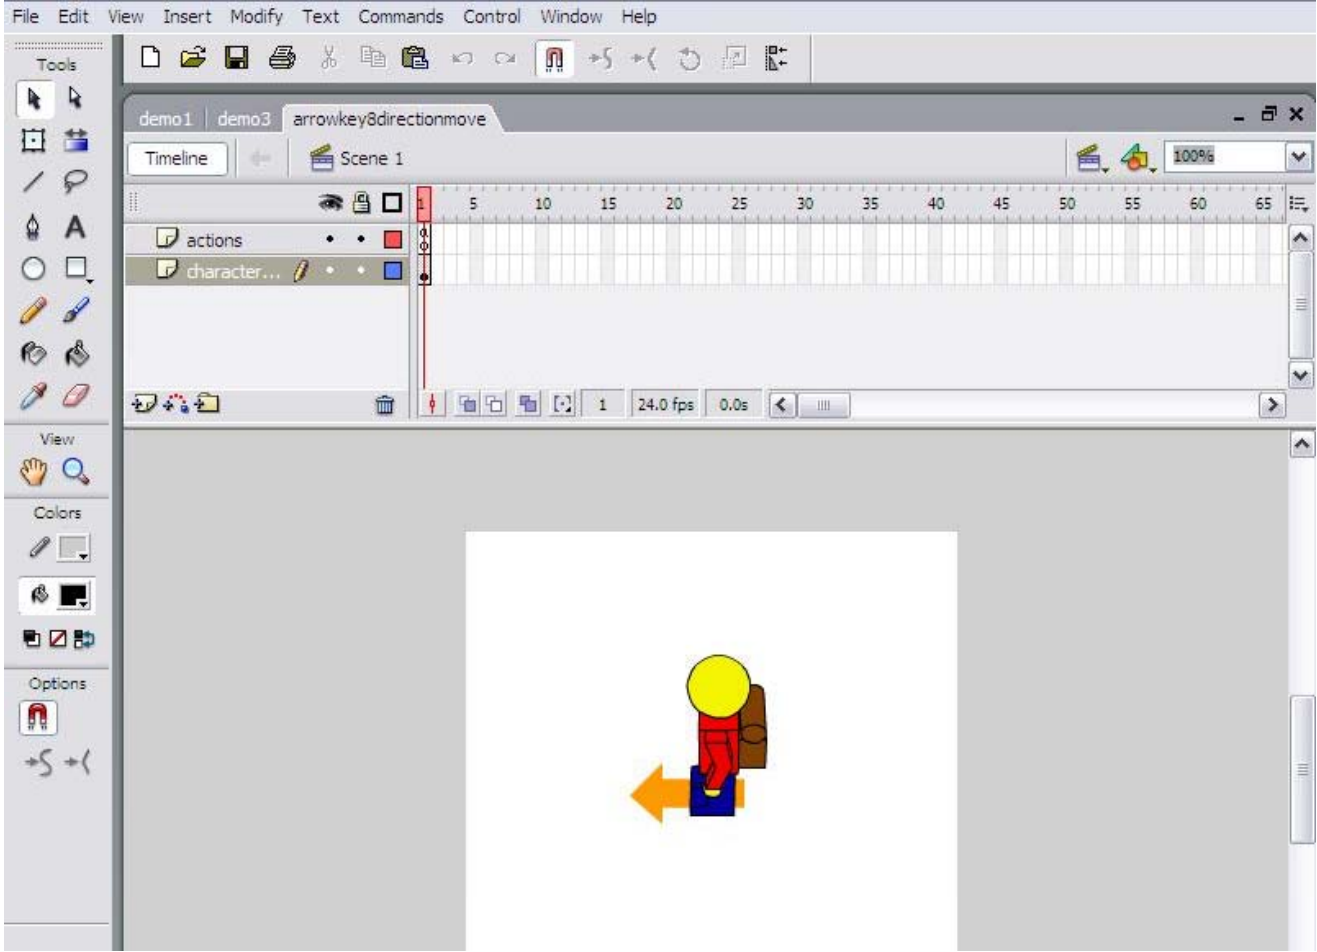 File Edit View Insert Modify Text Commands Control Window Help
Tools
demo1 demo3 arrowkey8directionmove
Timeline Scene 1 100%
1 5 10 15 20 25 30 35 40 45 50 55 60 65
actions
character...
1 24.0 fps 0.0s
View
Colors
Options